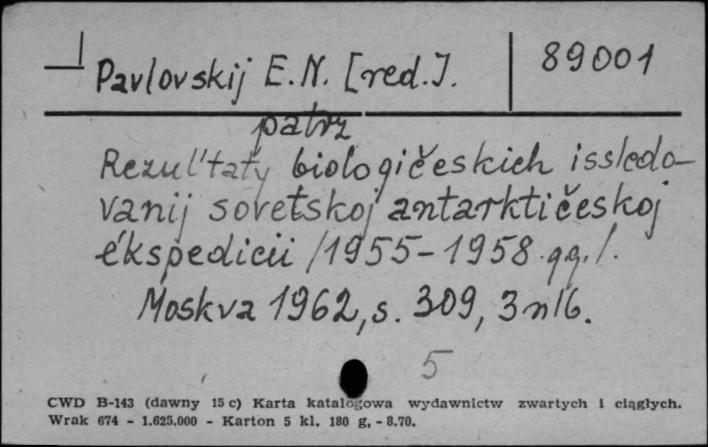 Pavlovskij E.N. [red.].
89001
patrz
Rezul'taty biologičeskich issledo-
vanij sovetskoj antarktičeskoj
ékspedicii /1955-1958 gg./.
Moskva 1962, s. 309, 3 nlb.
5
CWD B-143 (dawny 15 c) Karta katalogowa wydawnictw zwartych i ciągłych.
Wrak 674 - 1.625.000 - Karton 5 kl. 180 g, - 8.70.